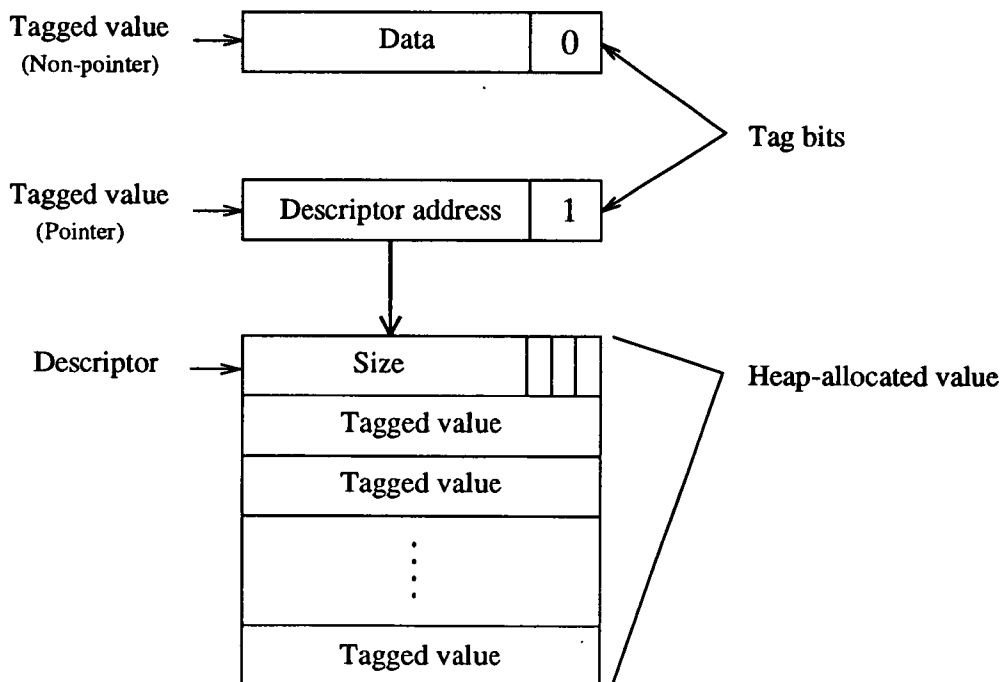 Tagged value
(Non-pointer)
Data
0
Tag bits
Tagged value
(Pointer)
Descriptor address
1
Descriptor
Size
Heap-allocated value
Tagged value
Tagged value
Tagged value